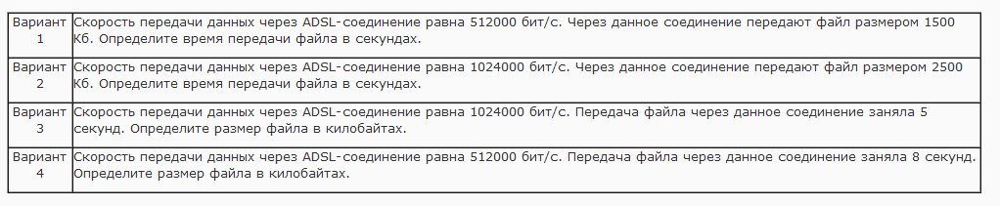 Вариант Скорость передачи данных через ADSL-соединение равна 512000 бит/с. Через данное соединение передают файл размером 1500
1 Кб. Определите время передачи файла в секундах.
Вариант Скорость передачи данных через ADSL-соединение равна 1024000 бит/с. Через данное соединение передают файл размером 2500
2 Кб. Определите время передачи файла в секундах.
Вариант Скорость передачи данных через ADSL-соединение равна 1024000 бит/с. Передача файла через данное соединение заняла 5
3 секунд. Определите размер файла в килобайтах.
Вариант Скорость передачи данных через ADSL-соединение равна 512000 бит/с. Передача файла через данное соединение заняла 8 секунд.
4 Определите размер файла в килобайтах.